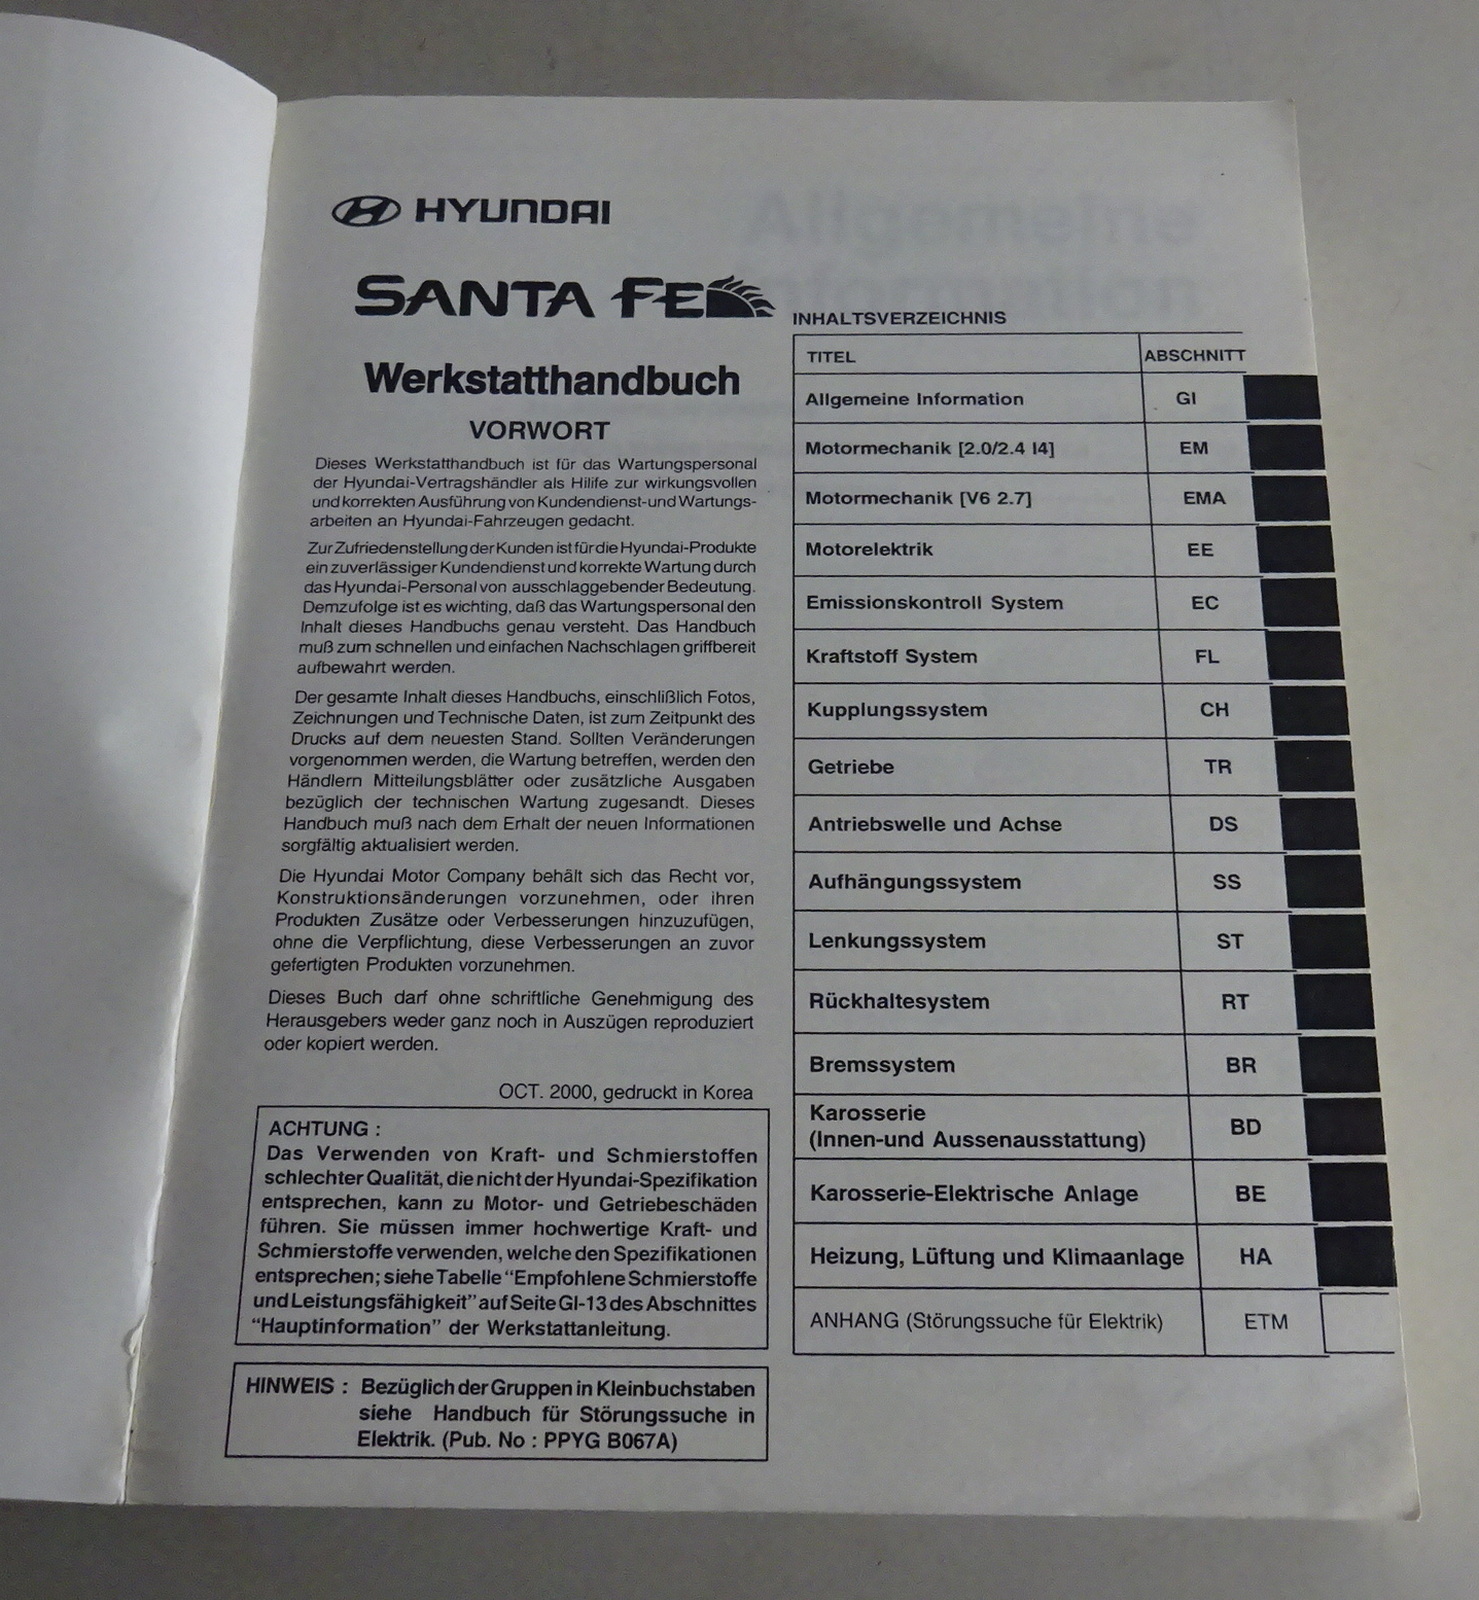 HYUNDAI
SANTA FE
Werkstatthandbuch
VORWORT
Dieses Werkstatthandbuch ist für das Wartungspersonal
der Hyundai-Vertragshändler als Hilife zur wirkungsvollen
und korrekten Ausführung von Kundendienst-und Wartungs-
arbeiten an Hyundai-Fahrzeugen gedacht.
Zur Zufriedenstellung der Kunden ist für die Hyundai-Produkte
ein zuverlässiger Kundendienst und korrekte Wartung durch
das Hyundai-Personal von ausschlaggebender Bedeutung.
Demzufolge ist es wichting, daß das Wartungspersonal den
Inhalt dieses Handbuchs genau versteht. Das Handbuch
muß zum schnellen und einfachen Nachschlagen griffbereit
aufbewahrt werden.
Der gesamte Inhalt dieses Handbuchs, einschlißlich Fotos,
Zeichnungen und Technische Daten, ist zum Zeitpunkt des
Drucks auf dem neuesten Stand. Sollten Veränderungen
vorgenommen werden, die Wartung betreffen, werden den
Händlern Mitteilungsblätter oder zusätzliche Ausgaben
bezüglich der technischen Wartung zugesandt. Dieses
Handbuch muß nach dem Erhalt der neuen Informationen
sorgfältig aktualisiert werden.
Die Hyundai Motor Company behält sich das Recht vor,
Konstruktionsänderungen vorzunehmen, oder ihren
Produkten Zusätze oder Verbesserungen hinzuzufügen,
ohne die Verpflichtung, diese Verbesserungen an zuvor
gefertigten Produkten vorzunehmen.
Dieses Buch darf ohne schriftliche Genehmigung des
Herausgebers weder ganz noch in Auszügen reproduziert
oder kopiert werden.
OCT. 2000, gedruckt in Korea
ACHTUNG :
Das Verwenden von Kraft- und Schmierstoffen
schlechter Qualität, die nicht der Hyundai-Spezifikation
entsprechen, kann zu Motor- und Getriebeschäden
führen. Sie müssen immer hochwertige Kraft- und
Schmierstoffe verwenden, welche den Spezifikationen
entsprechen; siehe Tabelle “Empfohlene Schmierstoffe
und Leistungsfähigkeit” auf Seite GI-13 des Abschnittes
“Hauptinformation” der Werkstattanleitung.
HINWEIS : Bezüglich der Gruppen in Kleinbuchstaben
siehe Handbuch für Störungssuche in
Elektrik. (Pub. No : PPYG B067A)
INHALTSVERZEICHNIS
TITEL ABSCHNITT
Allgemeine Information GI
Motormechanik [2.0/2.4 I4] EM
Motormechanik [V6 2.7] EMA
Motorelektrik EE
Emissionskontroll System EC
Kraftstoff System FL
Kupplungssystem CH
Getriebe TR
Antriebswelle und Achse DS
Aufhängungssystem SS
Lenkungssystem ST
Rückhaltesystem RT
Bremssystem BR
Karosserie
(Innen-und Aussenausstattung) BD
Karosserie-Elektrische Anlage BE
Heizung, Lüftung und Klimaanlage HA
ANHANG (Störungssuche für Elektrik) ETM